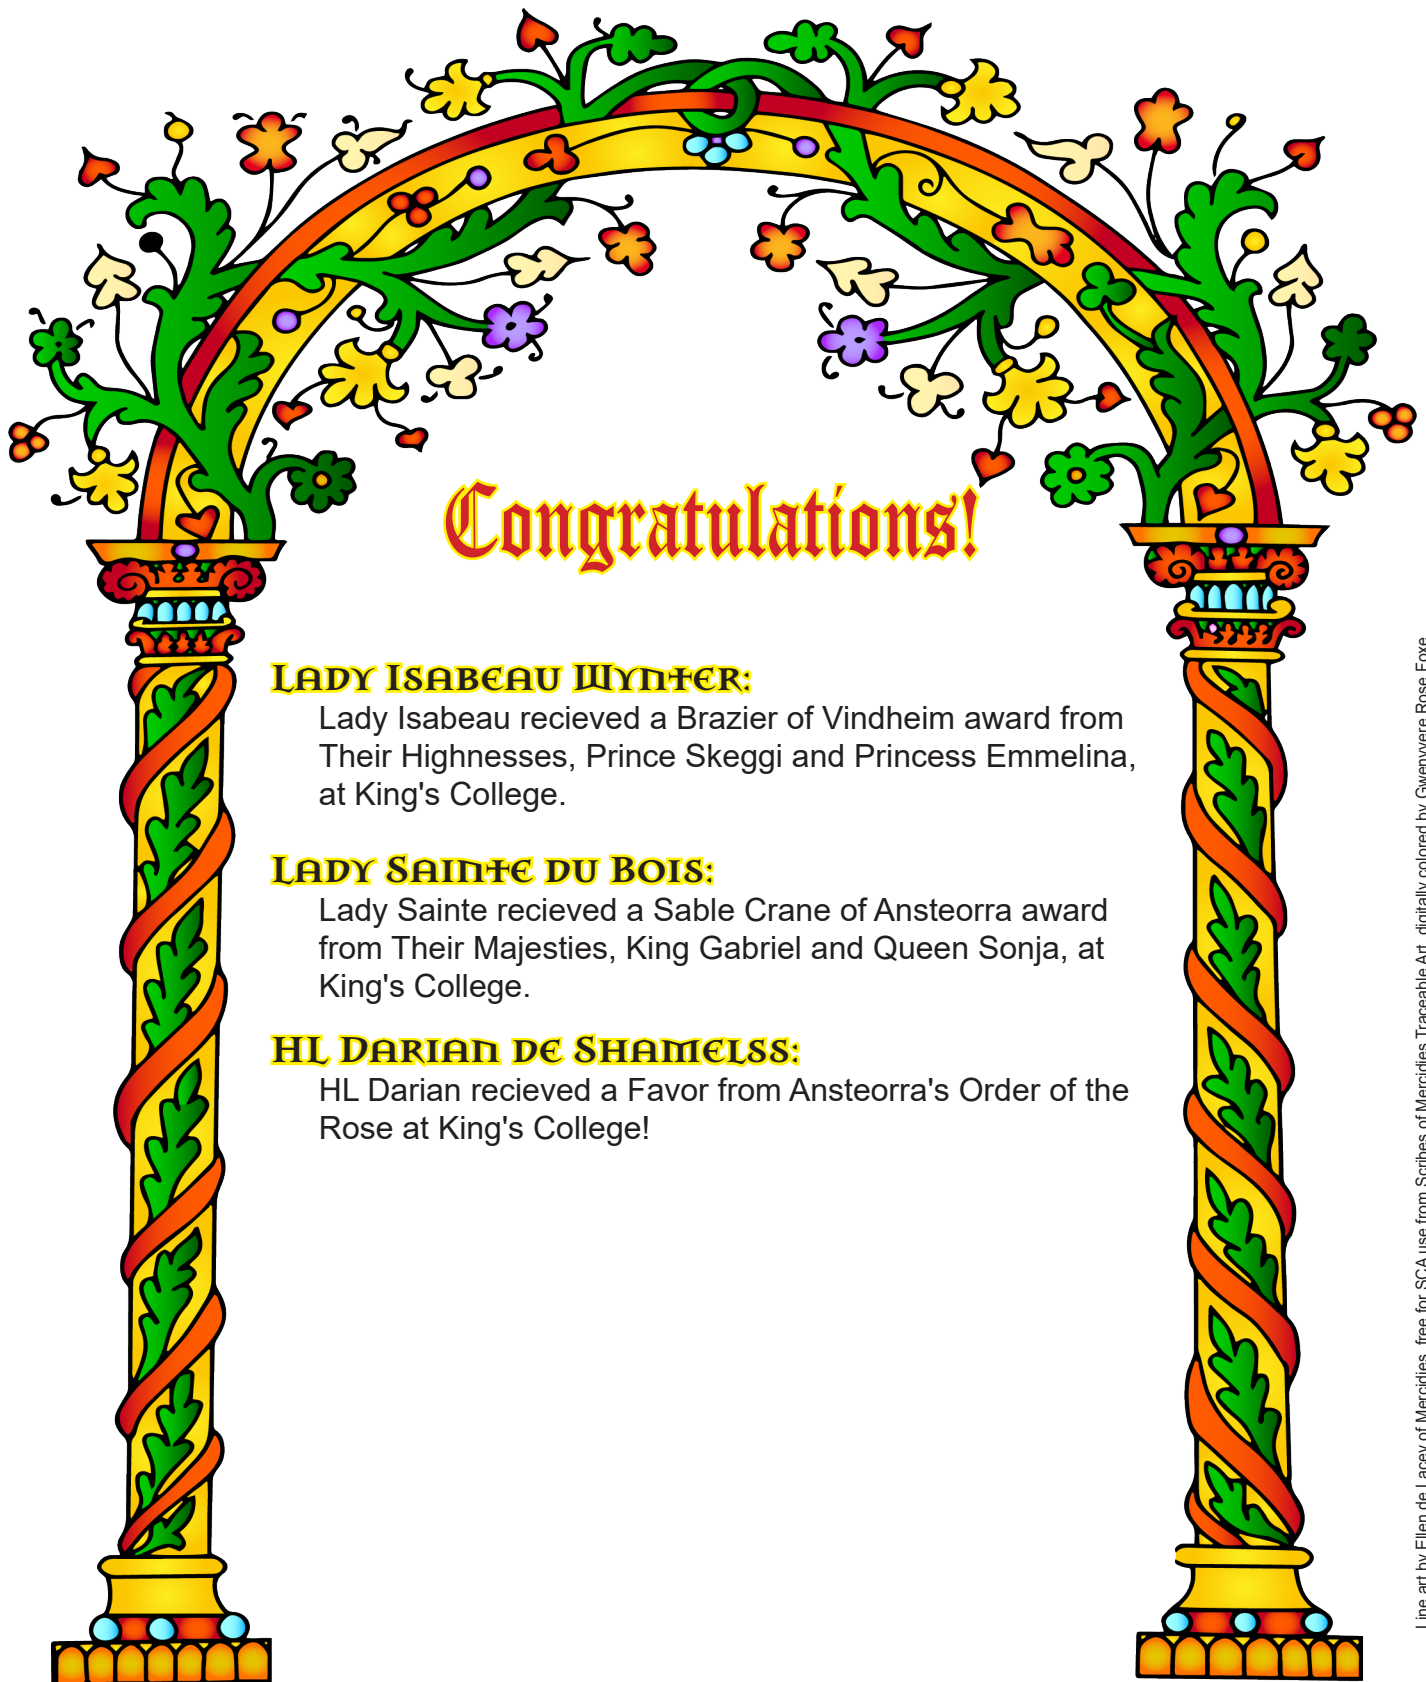 Congratulations!
Lady Isabeau Wynter:
Lady Isabeau recieved a Brazier of Vindheim award from
Their Highnesses, Prince Skeggi and Princess Emmelina,
at King's College.
Lady Sainte du Bois:
Lady Sainte recieved a Sable Crane of Ansteorra award
from Their Majesties, King Gabriel and Queen Sonja, at
King's College.
HL Darian de Shamelss:
HL Darian recieved a Favor from Ansteorra's Order of the
Rose at King's College!
Line art by Ellen de Lacey of Mercidies, free for SCA use from Scribes of Mercidies Traceable Art, digitally colored by Gwenyvere Rose Foxe